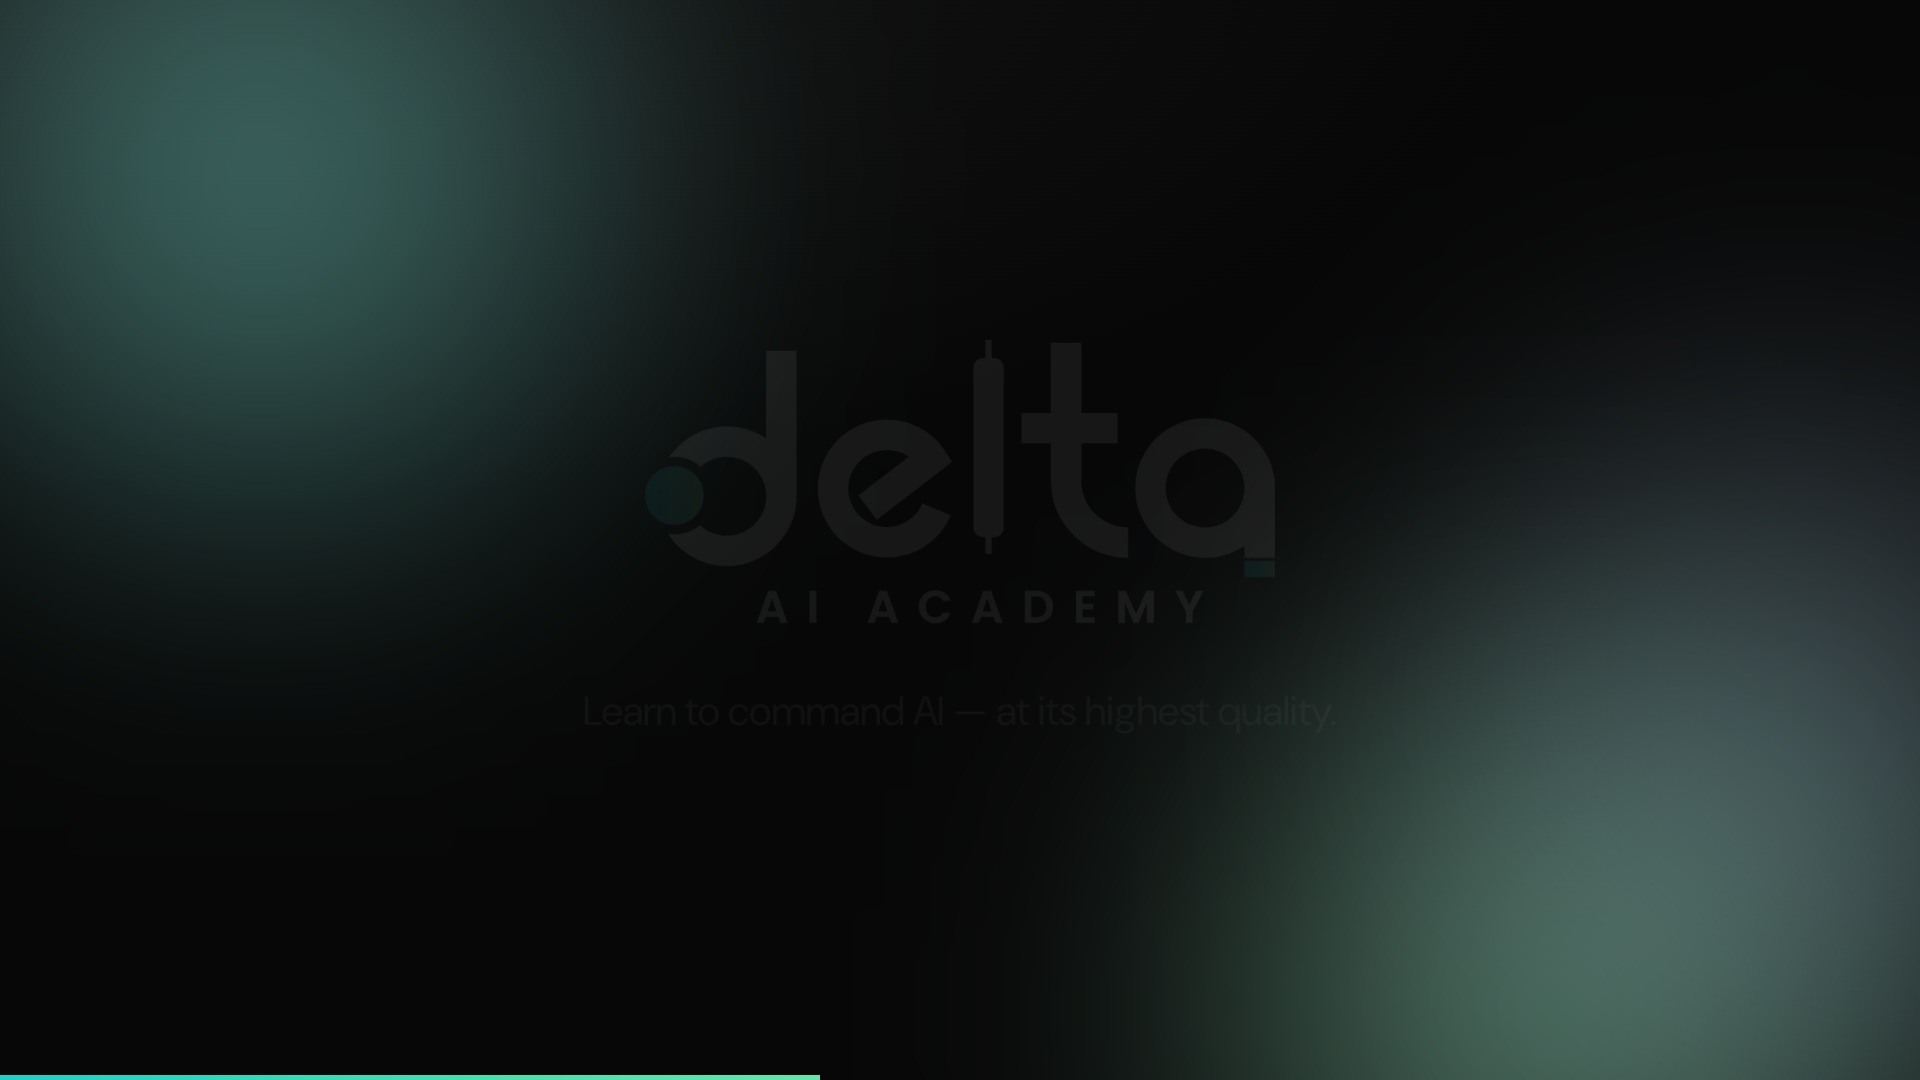 delta
AI ACADEMY
Learn to command AI — at its highest quality.